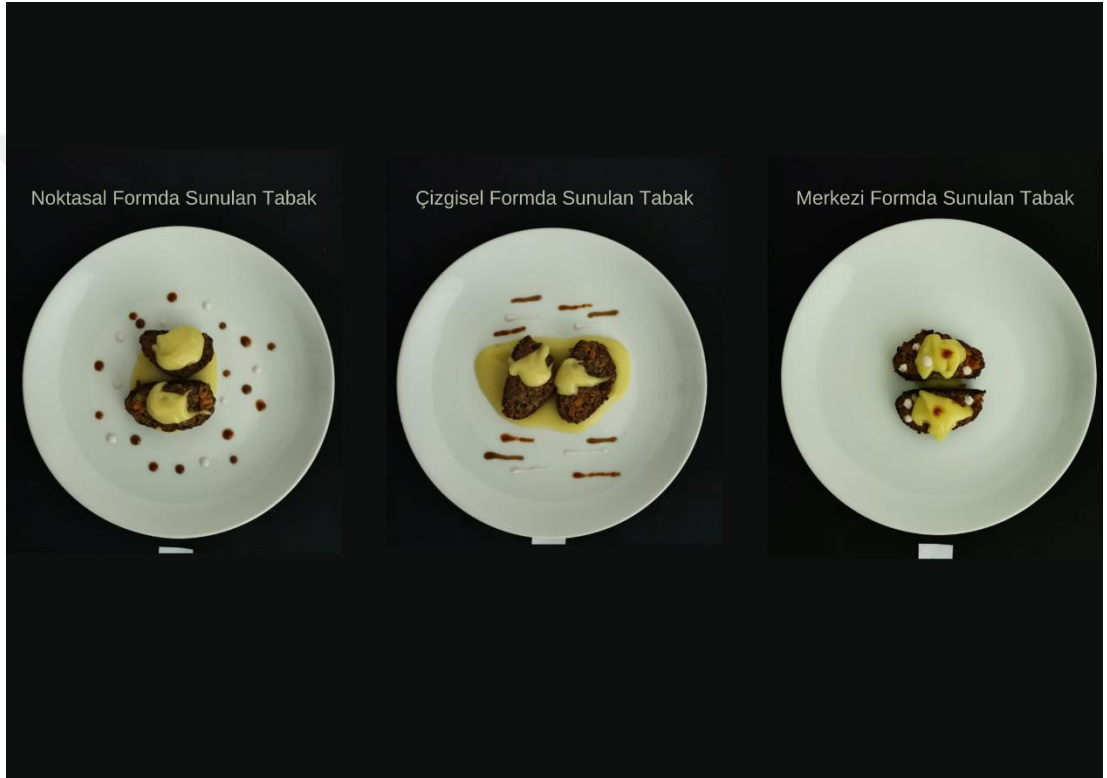 Noktasal Formda Sunulan Tabak
Çizgisel Formda Sunulan Tabak
Merkezi Formda Sunulan Tabak